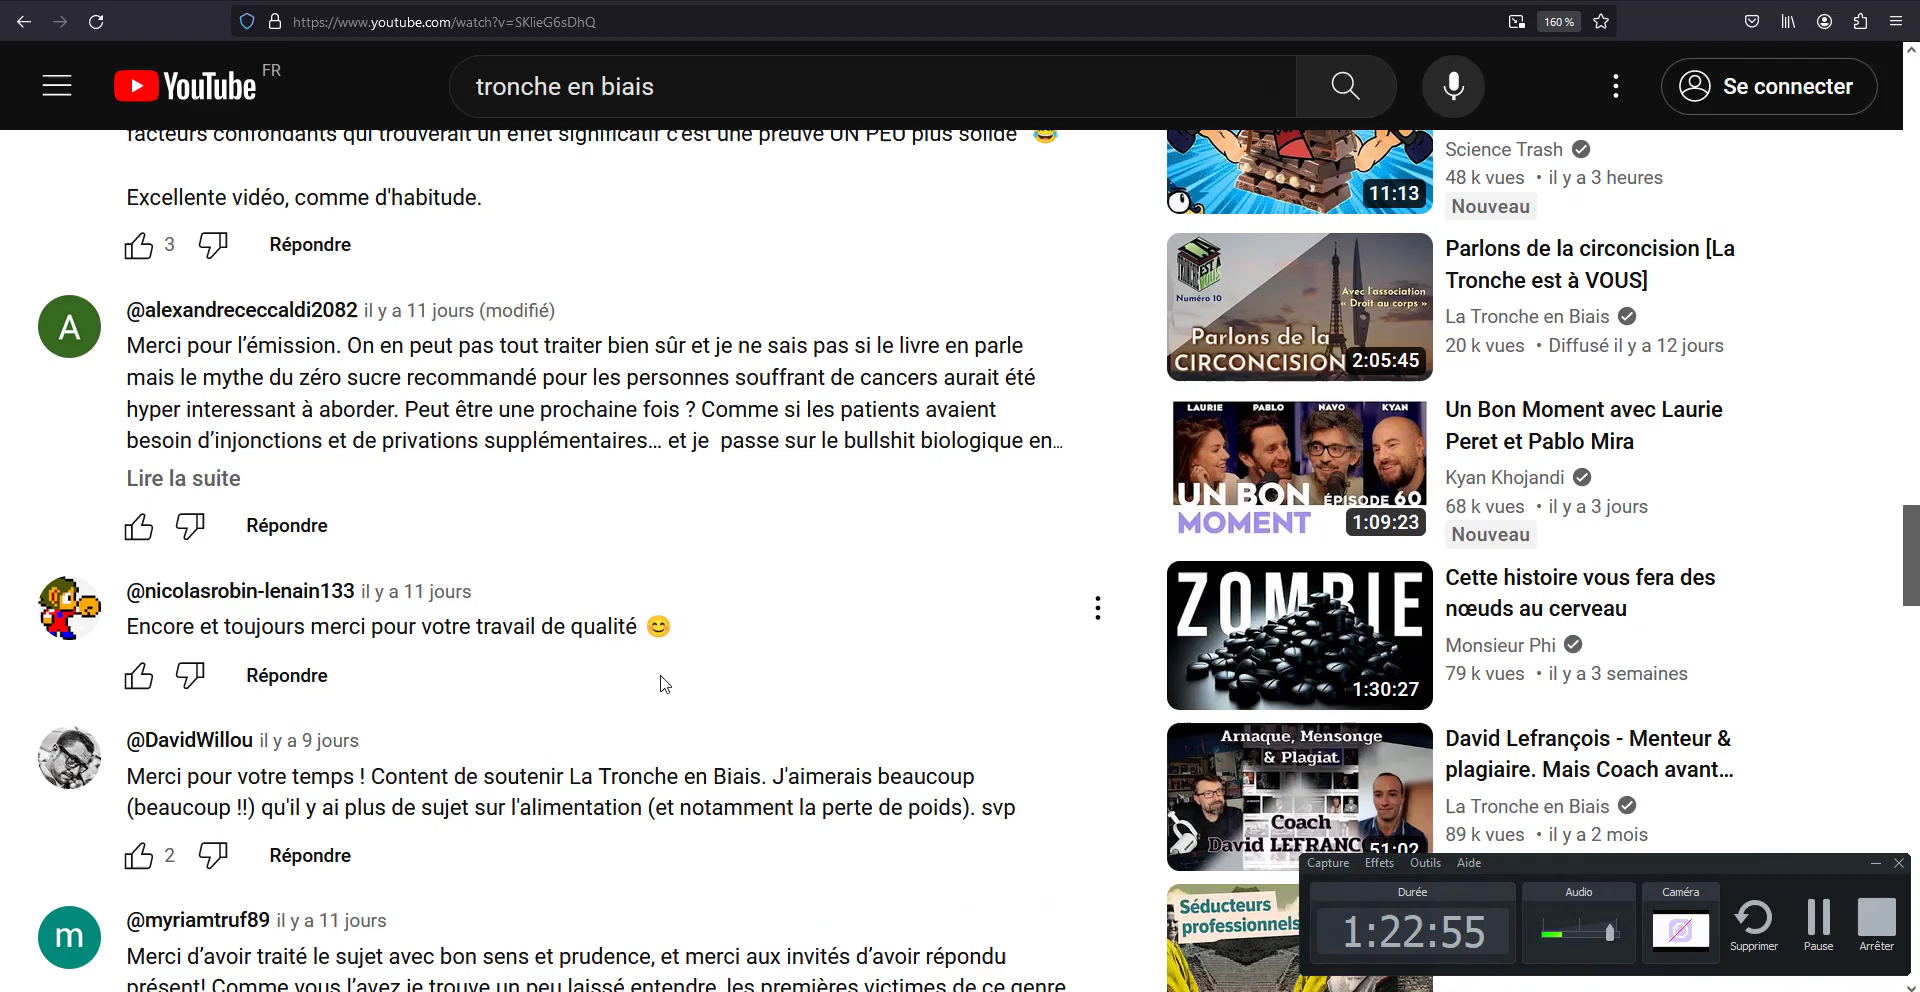 https://www.youtube.com/watch?v=SKlieG6sDhQ
160 %
YouTube FR
tronche en biais
Se connecter
facteurs confondants qui trouverait un effet significatif c'est une preuve UN PEU plus solide 😂
Excellente vidéo, comme d'habitude.
3
Répondre
A
@alexandrececcaldi2082 il y a 11 jours (modifié)
Merci pour l’émission. On en peut pas tout traiter bien sûr et je ne sais pas si le livre en parle
mais le mythe du zéro sucre recommandé pour les personnes souffrant de cancers aurait été
hyper interessant à aborder. Peut être une prochaine fois ? Comme si les patients avaient
besoin d’injonctions et de privations supplémentaires… et je  passe sur le bullshit biologique en…
Lire la suite
Répondre
@nicolasrobin-lenain133 il y a 11 jours
Encore et toujours merci pour votre travail de qualité 😊
Répondre
@DavidWillou il y a 9 jours
Merci pour votre temps ! Content de soutenir La Tronche en Biais. J'aimerais beaucoup
(beaucoup !!) qu'il y ai plus de sujet sur l'alimentation (et notamment la perte de poids). svp
2
Répondre
m
@myriamtruf89 il y a 11 jours
Merci d’avoir traité le sujet avec bon sens et prudence, et merci aux invités d’avoir répondu
présent! Comme vous l’avez je trouve un peu laissé entendre, les premières victimes de ce genre
11:13
Science Trash
48 k vues • il y a 3 heures
Nouveau
TRONCHE EST À VOUS
Numéro 10
Avec l'association
« Droit au corps »
Parlons de la
CIRCONCISION
2:05:45
Parlons de la circoncision [La
Tronche est à VOUS]
La Tronche en Biais
20 k vues • Diffusé il y a 12 jours
LAURIE PABLO NAVO KYAN
UN BON
MOMENT
ÉPISODE 60
1:09:23
Un Bon Moment avec Laurie
Peret et Pablo Mira
Kyan Khojandi
68 k vues • il y a 3 jours
Nouveau
ZOMBIE
1:30:27
Cette histoire vous fera des
nœuds au cerveau
Monsieur Phi
79 k vues • il y a 3 semaines
Arnaque, Mensonge
& Plagiat
Coach
David LEFRANC
51:02
David Lefrançois - Menteur &
plagiaire. Mais Coach avant...
La Tronche en Biais
89 k vues • il y a 2 mois
Séducteurs
professionnels
Capture Effets Outils Aide
Durée
1:22:55
Audio
Caméra
Supprimer
Pause
Arrêter